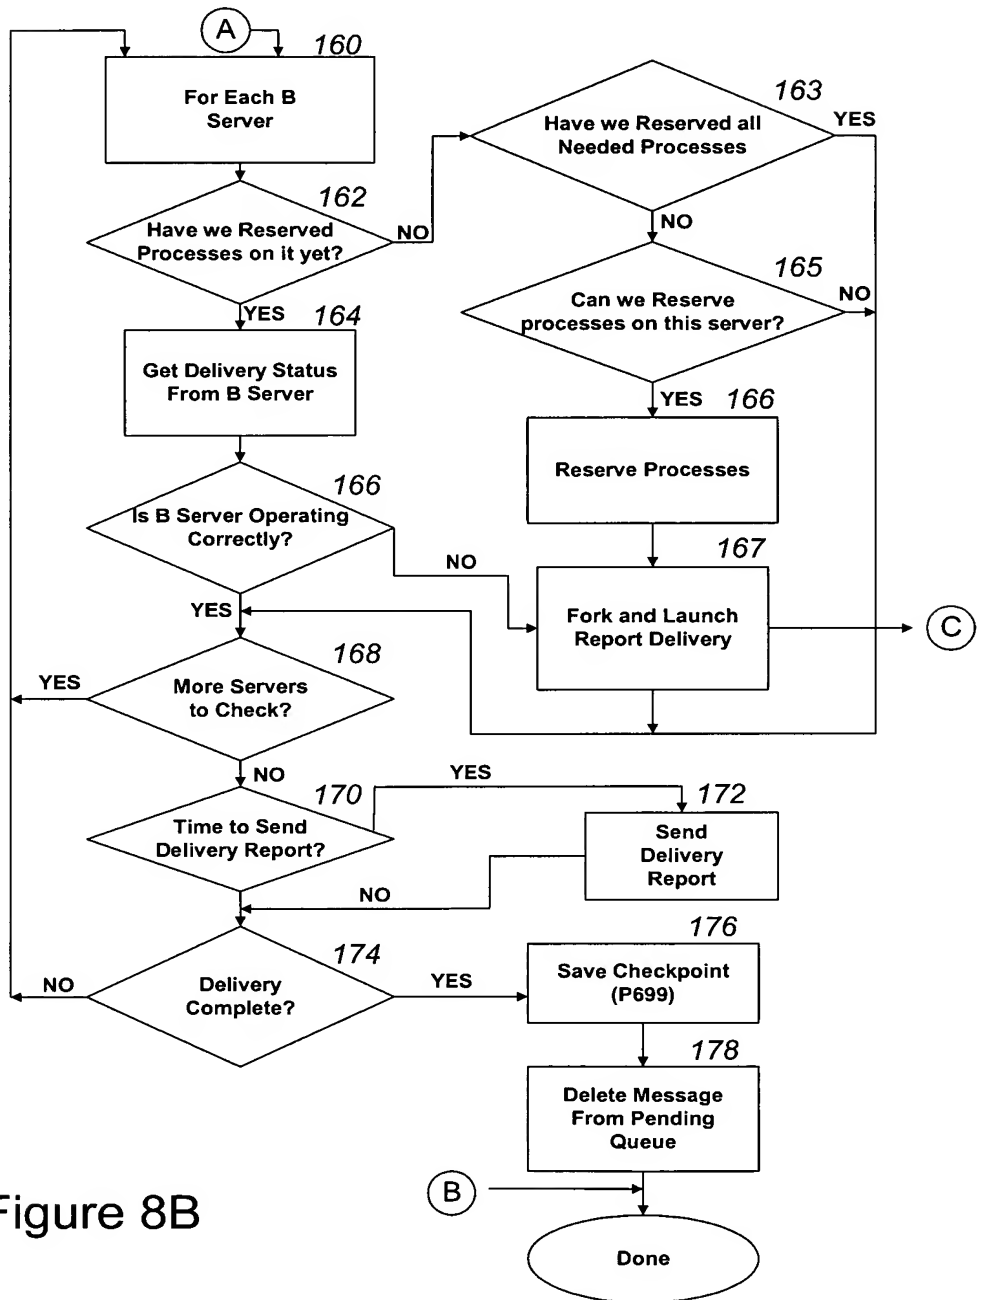 A
160
For Each B
Server
163
Have we Reserved all
Needed Processes
YES
162
Have we Reserved
Processes on it yet?
NO
NO
165
Can we Reserve
processes on this server?
NO
YES
164
Get Delivery Status
From B Server
YES
166
Reserve Processes
166
Is B Server Operating
Correctly?
NO
167
Fork and Launch
Report Delivery
C
YES
168
More Servers
to Check?
YES
NO
170
Time to Send
Delivery Report?
YES
172
Send
Delivery
Report
NO
174
Delivery
Complete?
NO
YES
176
Save Checkpoint
(P699)
178
Delete Message
From Pending
Queue
B
Done
Figure 8B